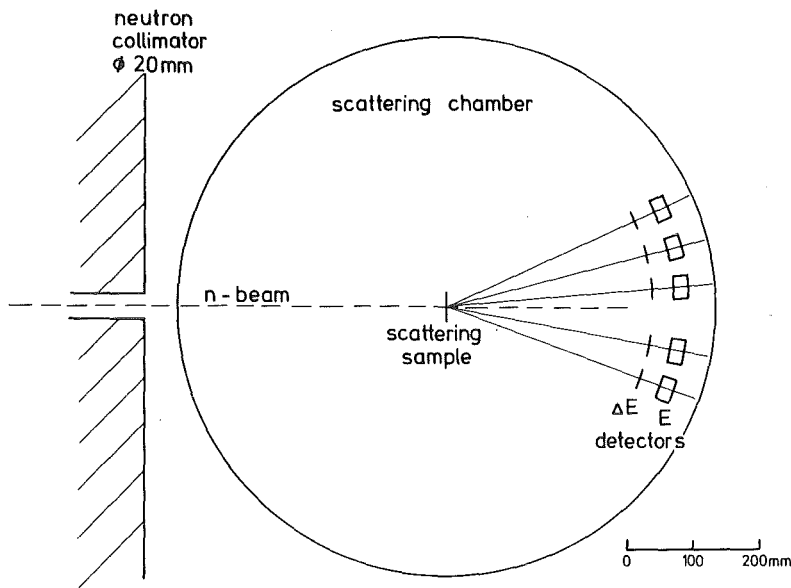 neutron
collimator
ϕ 20mm
scattering chamber
n-beam
scattering
sample
ΔE
E
detectors
0 100 200mm